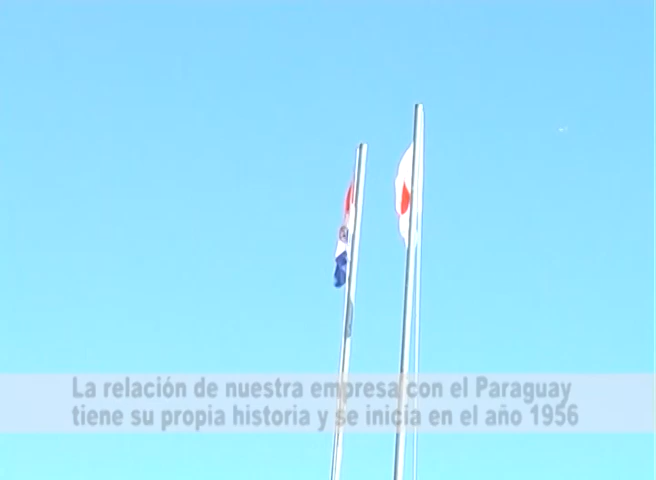 La relación de nuestra empresa con el Paraguay
tiene su propia historia y se inicia en el año 1956